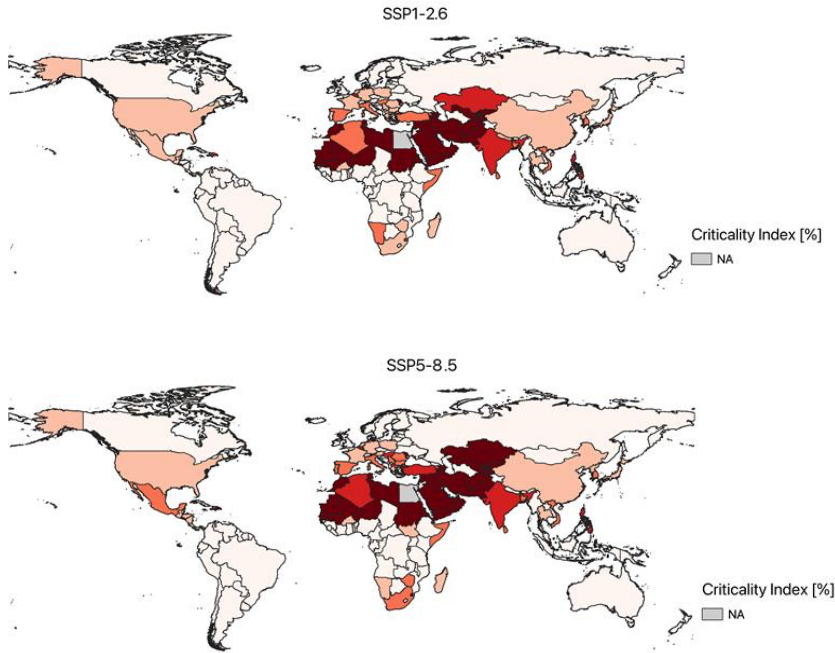 SSP1-2.6
Criticality Index [%]
NA
SSP5-8.5
Criticality Index [%]
NA